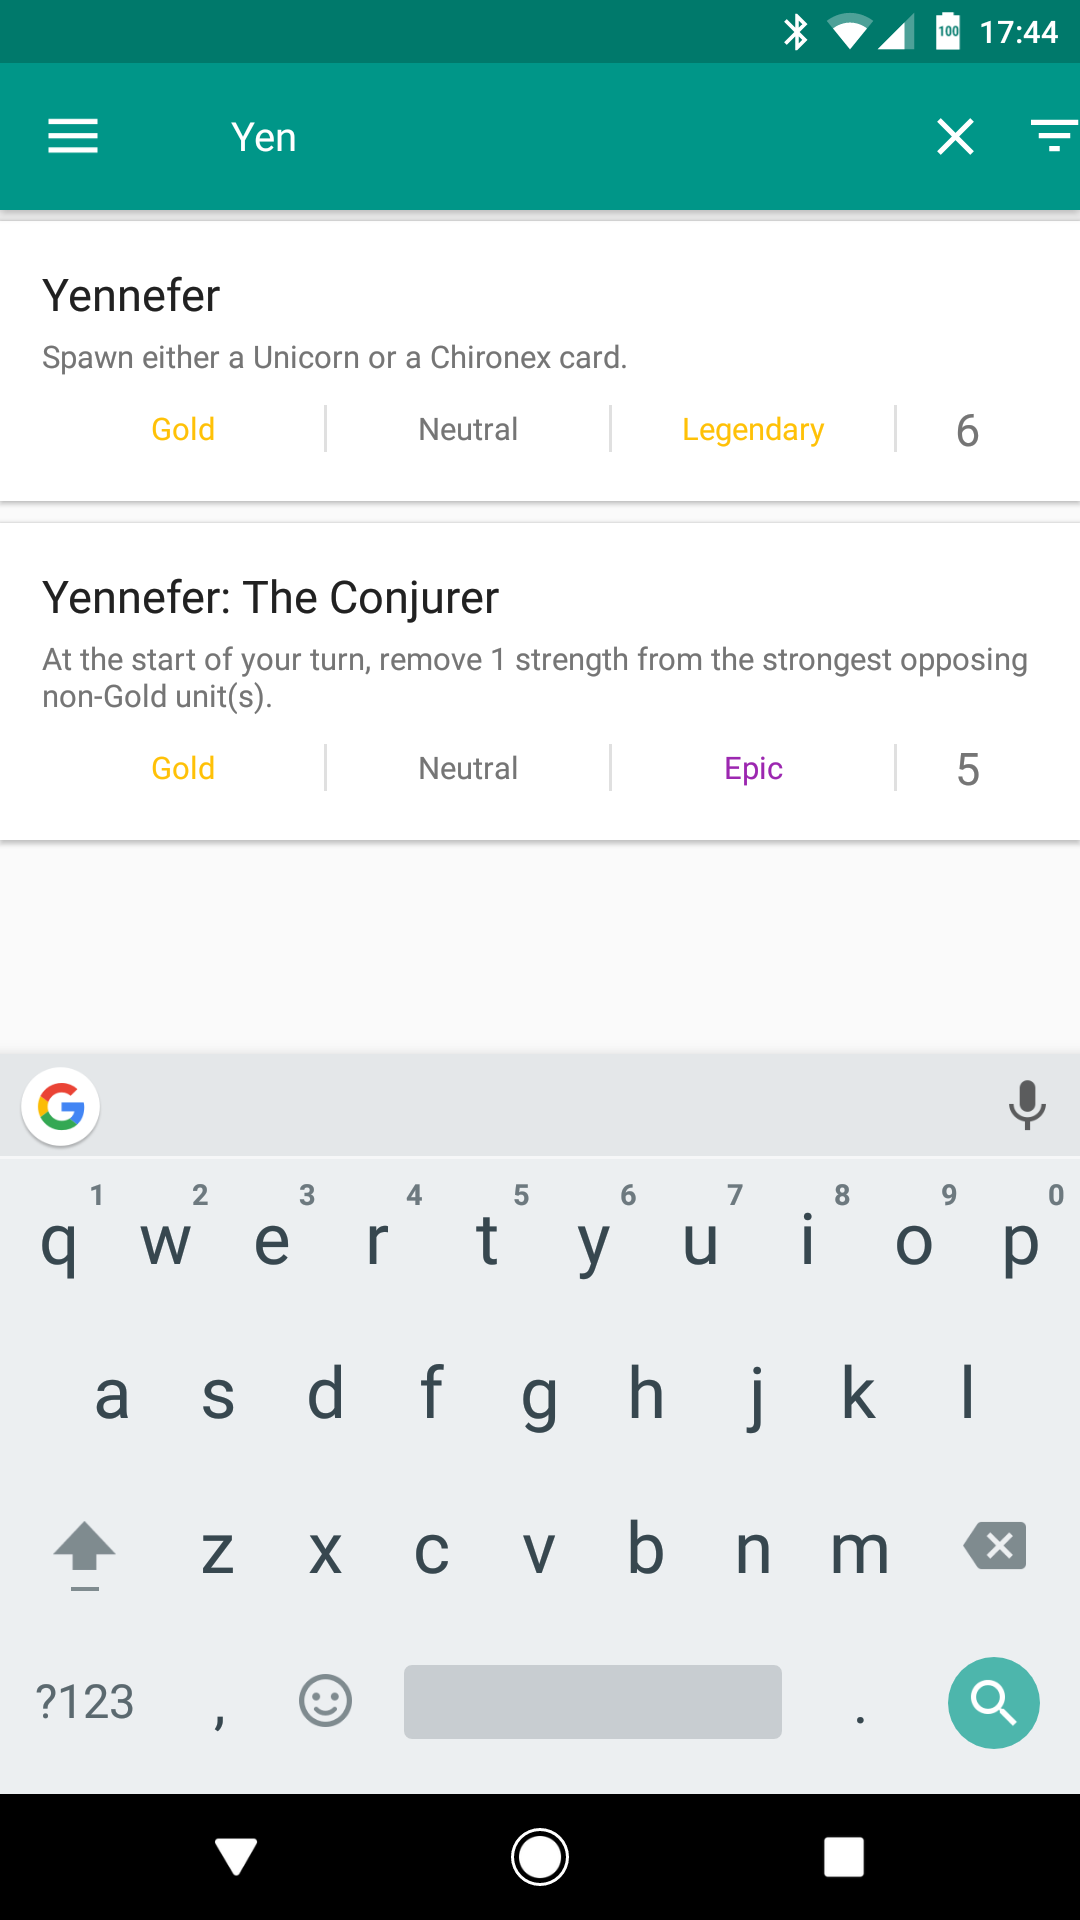 100 17:44
Yen
Yennefer
Spawn either a Unicorn or a Chironex card.
Gold Neutral Legendary 6
Yennefer: The Conjurer
At the start of your turn, remove 1 strength from the strongest opposing
non-Gold unit(s).
Gold Neutral Epic 5
G
1 2 3 4 5 6 7 8 9 0
q w e r t y u i o p
a s d f g h j k l
z x c v b n m
?123 , .